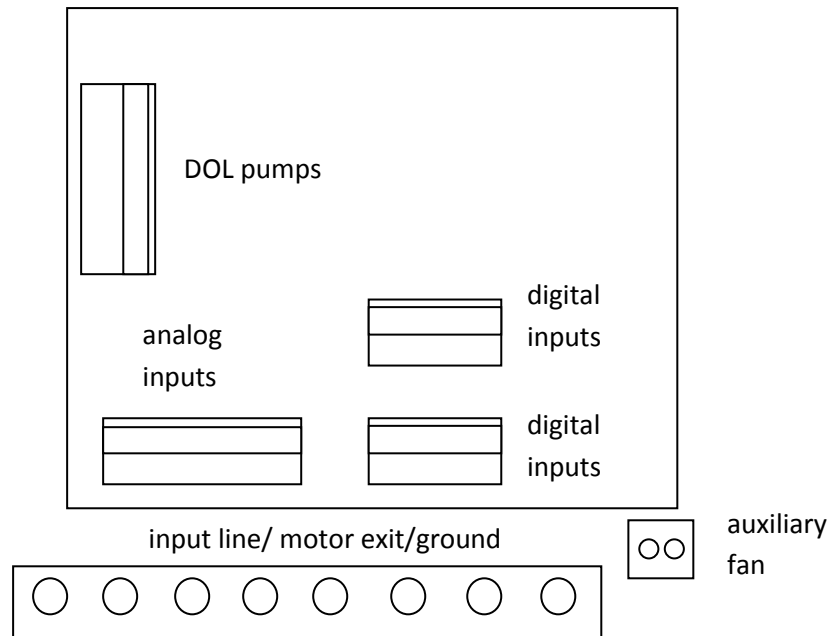 DOL pumps
digital
inputs
analog
inputs
digital
inputs
input line/ motor exit/ground
auxiliary
fan